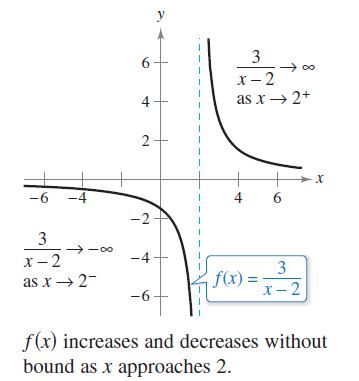 y
6
3/(x − 2) → ∞
as x → 2⁺
4
2
x
−6 −4 4 6
−2
3/(x − 2) → −∞
as x → 2⁻
−4
f(x) = 3/(x − 2)
−6
f(x) increases and decreases without
bound as x approaches 2.